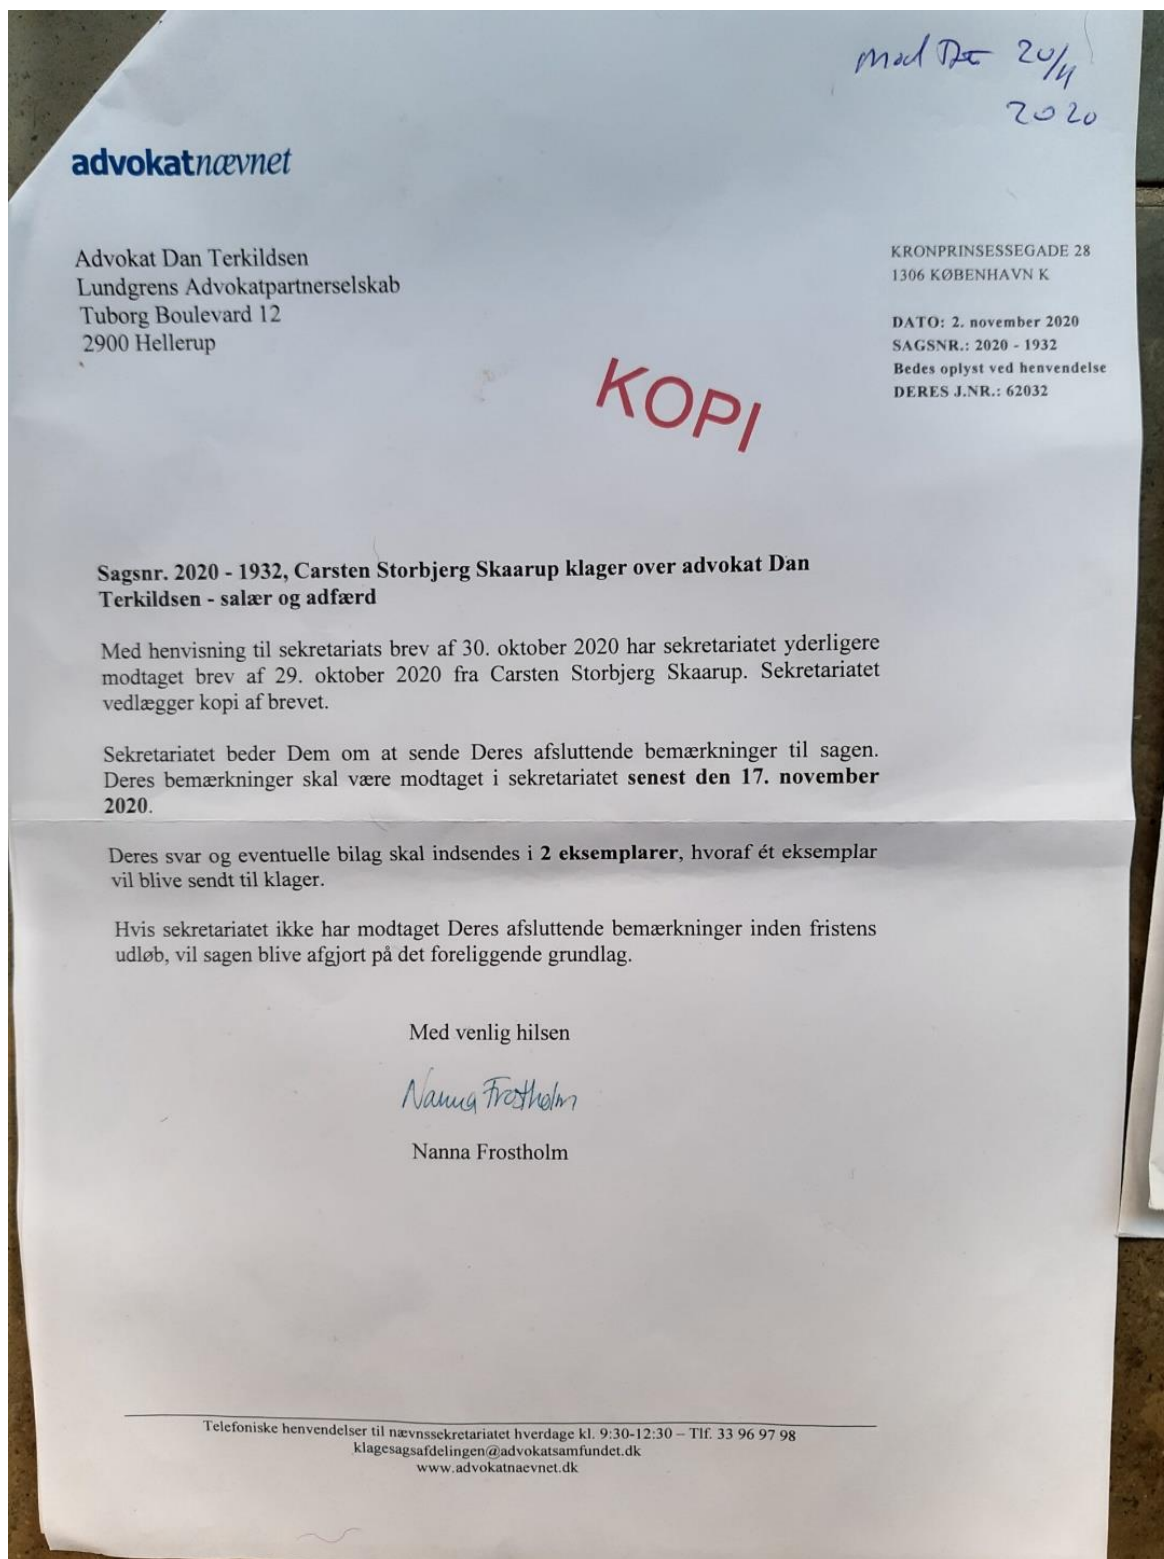 20/11
2020
advokatnævnet
Advokat Dan Terkildsen
Lundgrens Advokatpartnerselskab
Tuborg Boulevard 12
2900 Hellerup
KRONPRINSESSEGADE 28
1306 KØBENHAVN K
DATO: 2. november 2020
SAGSNR.: 2020 - 1932
Bedes oplyst ved henvendelse
DERES J.NR.: 62032
KOPI
Sagsnr. 2020 - 1932, Carsten Storbjerg Skaarup klager over advokat Dan
Terkildsen - salær og adfærd
Med henvisning til sekretariats brev af 30. oktober 2020 har sekretariatet yderligere
modtaget brev af 29. oktober 2020 fra Carsten Storbjerg Skaarup. Sekretariatet
vedlægger kopi af brevet.
Sekretariatet beder Dem om at sende Deres afsluttende bemærkninger til sagen.
Deres bemærkninger skal være modtaget i sekretariatet senest den 17. november
2020.
Deres svar og eventuelle bilag skal indsendes i 2 eksemplarer, hvoraf ét eksemplar
vil blive sendt til klager.
Hvis sekretariatet ikke har modtaget Deres afsluttende bemærkninger inden fristens
udløb, vil sagen blive afgjort på det foreliggende grundlag.
Med venlig hilsen
Nanna Frostholm
Nanna Frostholm
Telefoniske henvendelser til nævnssekretariatet hverdage kl. 9:30-12:30 – Tlf. 33 96 97 98
klagesagsafdelingen@advokatsamfundet.dk
www.advokatnaevnet.dk